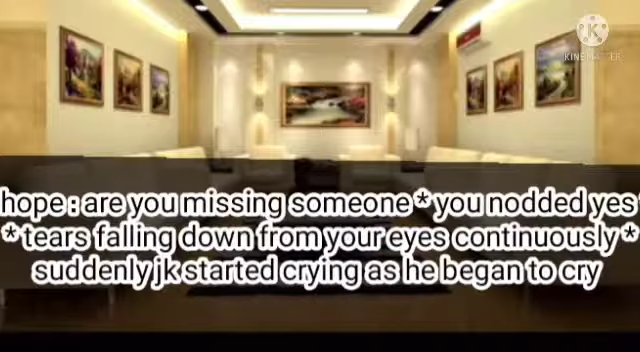 KINEMASTER
hope : are you missing someone * you nodded yes *
* tears falling down from your eyes continuously *
suddenly jk started crying as he began to cry